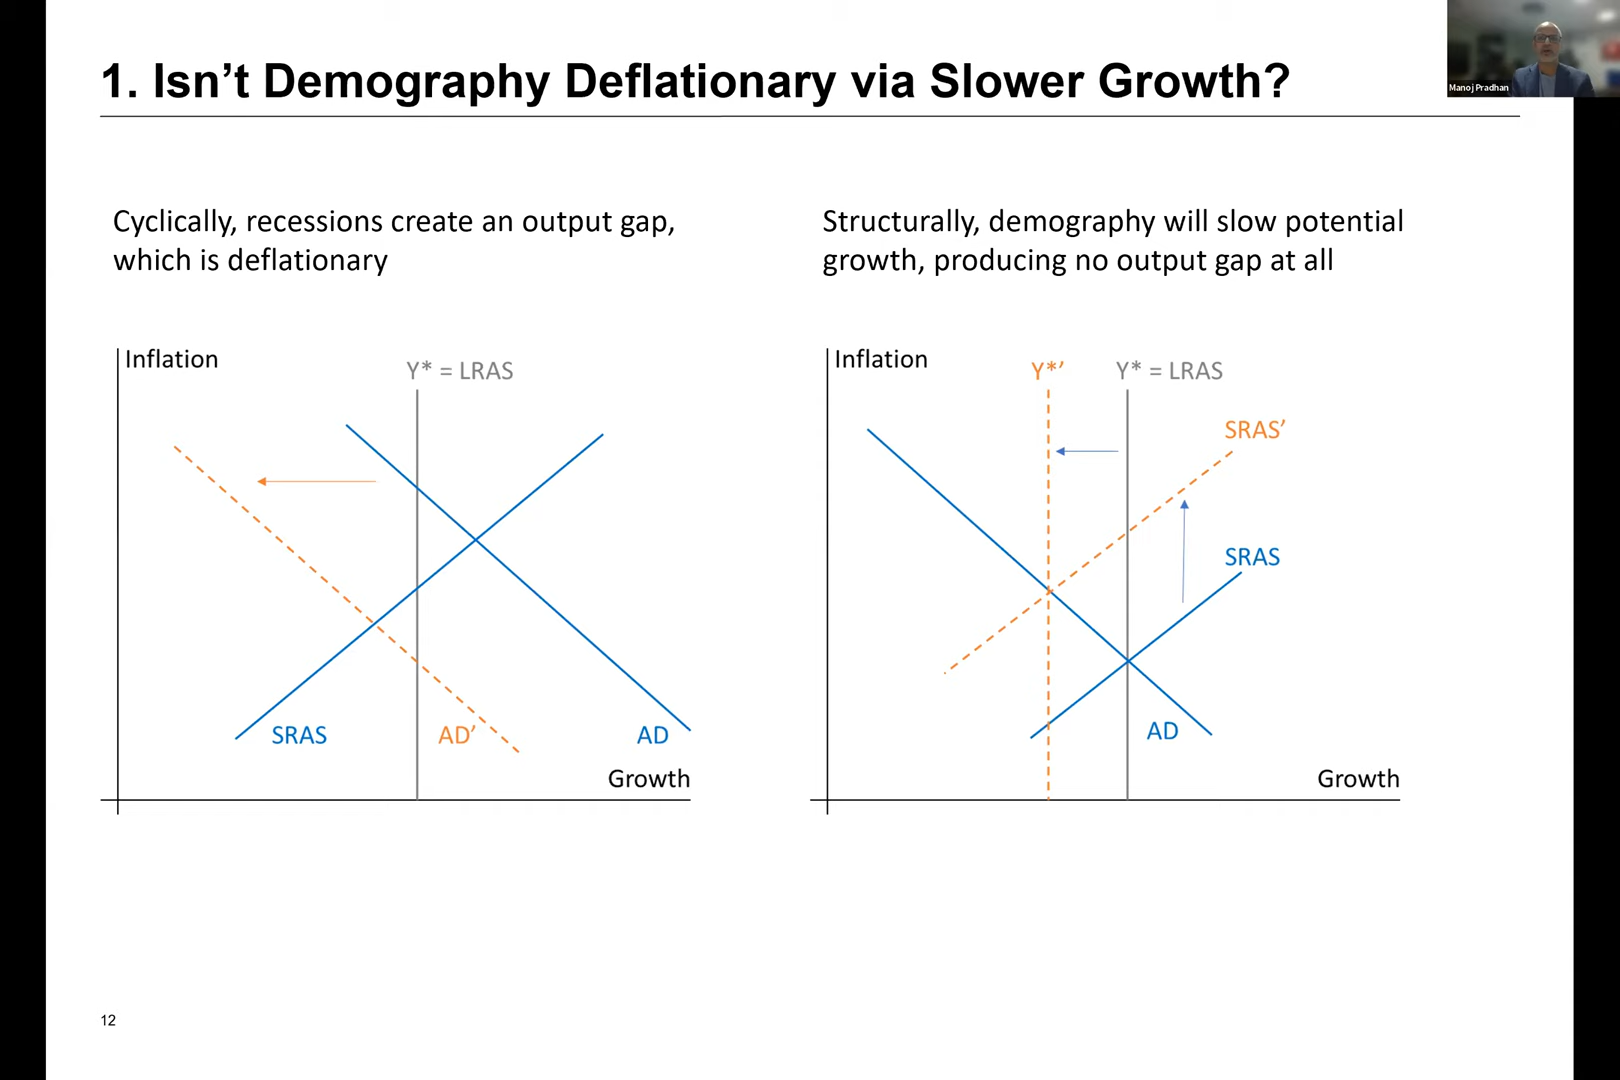 1. Isn’t Demography Deflationary via Slower Growth?
Manoj Pradhan
Cyclically, recessions create an output gap,
which is deflationary
Inflation
Y* = LRAS
SRAS
AD’
AD
Growth
Structurally, demography will slow potential
growth, producing no output gap at all
Inflation
Y*’
Y* = LRAS
SRAS’
SRAS
AD
Growth
12